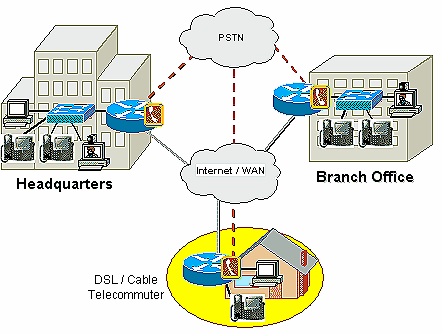 PSTN
Internet / WAN
Headquarters
Branch Office
DSL / Cable
Telecommuter